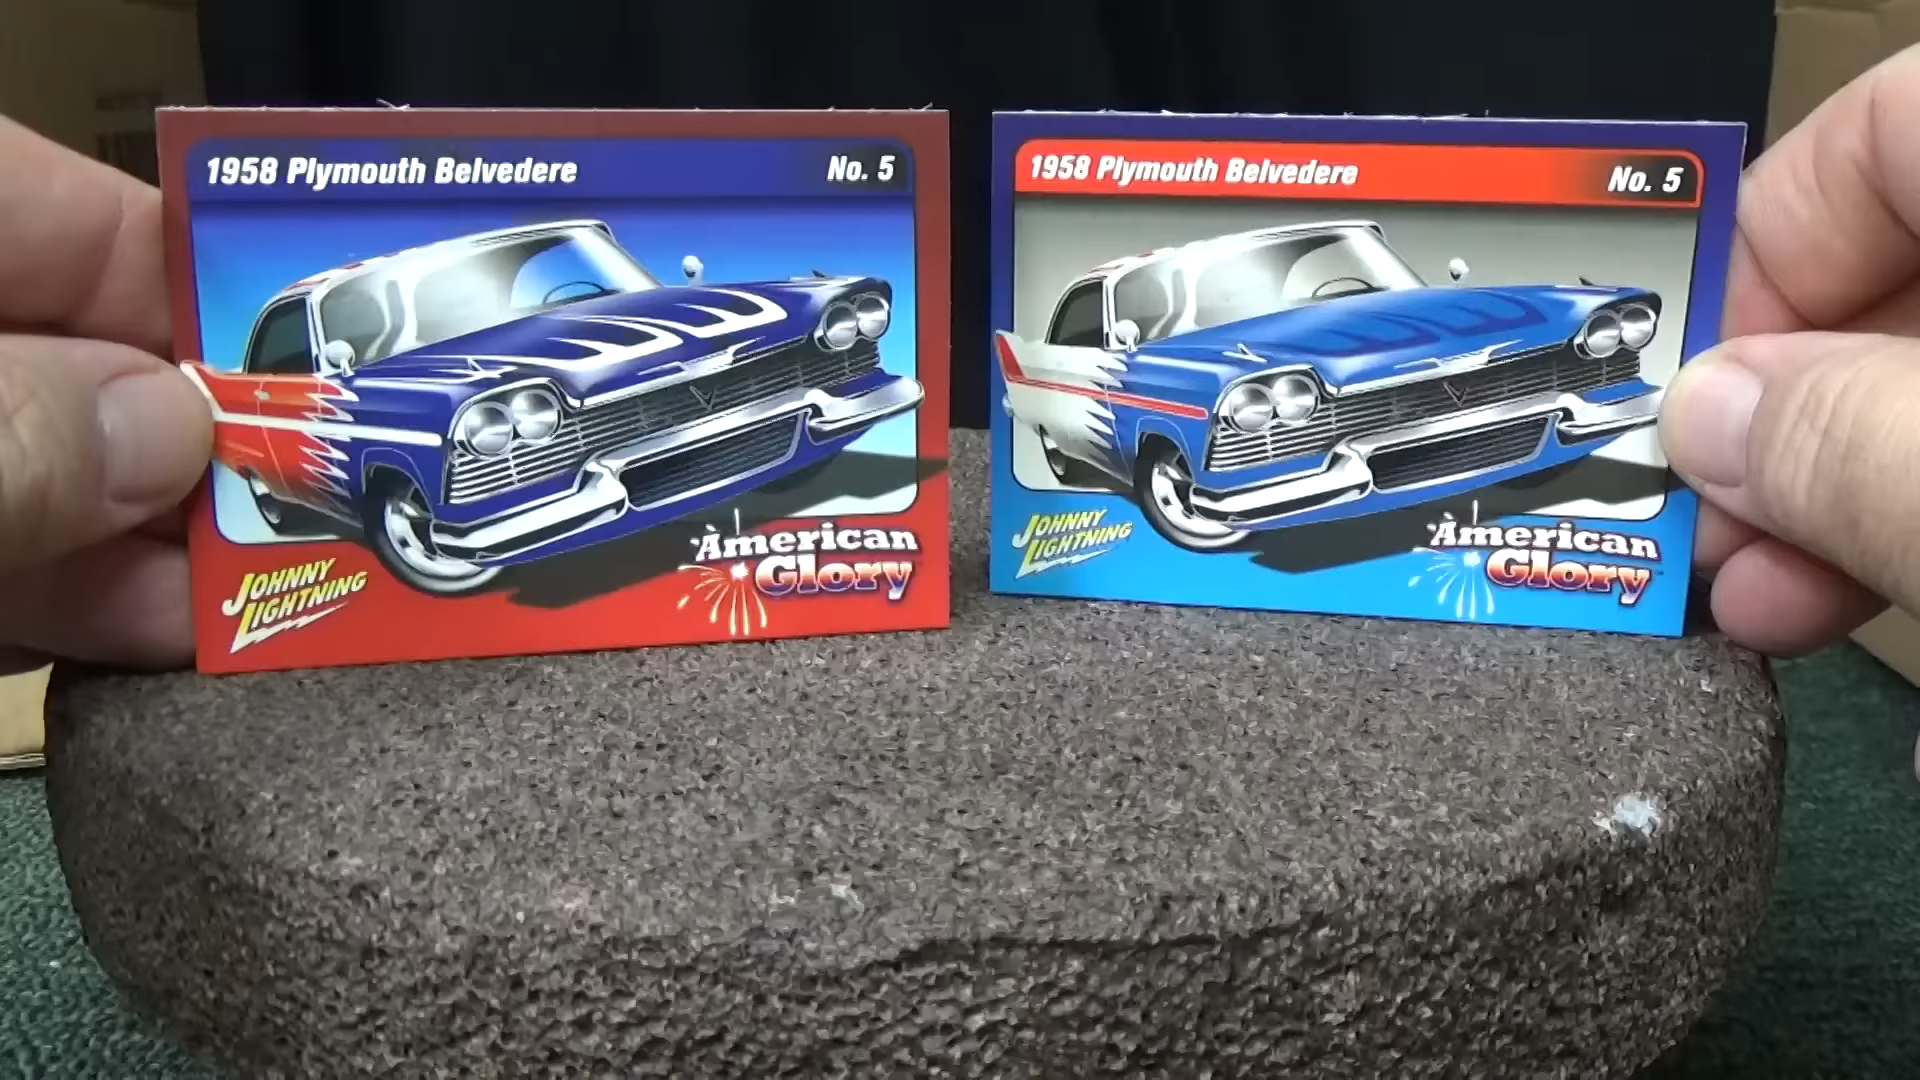 1958 Plymouth Belvedere No. 5
JOHNNY
LIGHTNING
American
Glory
1958 Plymouth Belvedere No. 5
JOHNNY
LIGHTNING
American
Glory